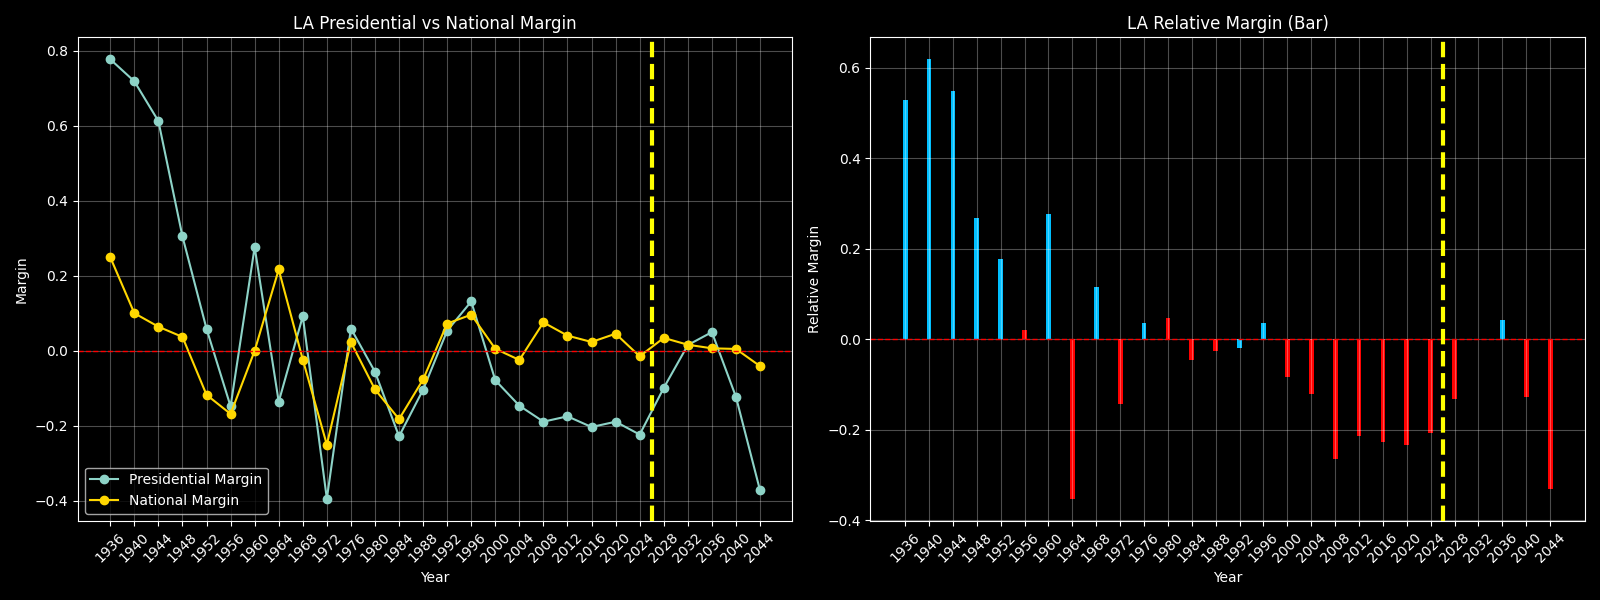 LA Presidential vs National Margin
Margin
0.8
0.6
0.4
0.2
0.0
−0.2
−0.4
Presidential Margin
National Margin
1936 1940 1944 1948 1952 1956 1960 1964 1968 1972 1976 1980 1984 1988 1992 1996 2000 2004 2008 2012 2016 2020 2024 2028 2032 2036 2040 2044
Year
LA Relative Margin (Bar)
Relative Margin
0.6
0.4
0.2
0.0
−0.2
−0.4
1936 1940 1944 1948 1952 1956 1960 1964 1968 1972 1976 1980 1984 1988 1992 1996 2000 2004 2008 2012 2016 2020 2024 2028 2032 2036 2040 2044
Year